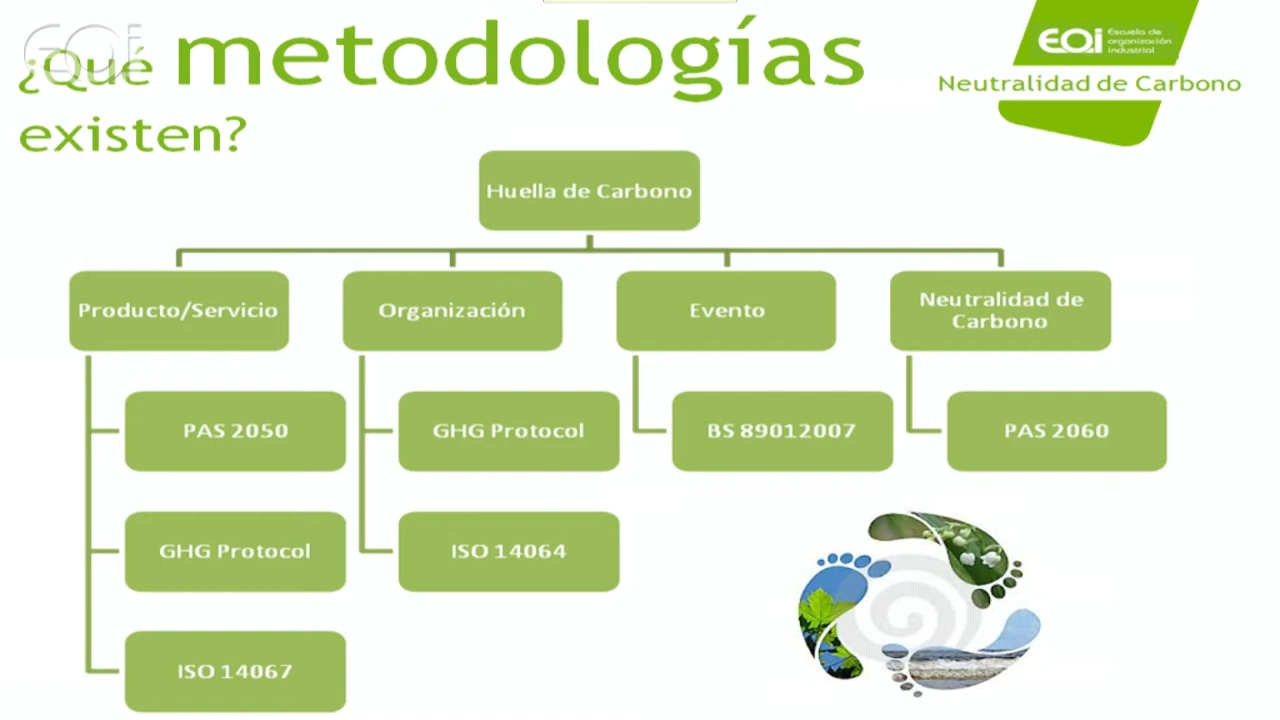 EOi
¿Qué metodologías
existen?
EOi Escuela de
organización
industrial
Neutralidad de Carbono
Huella de Carbono
Producto/Servicio
Organización
Evento
Neutralidad de
Carbono
PAS 2050
GHG Protocol
BS 89012007
PAS 2060
GHG Protocol
ISO 14064
ISO 14067